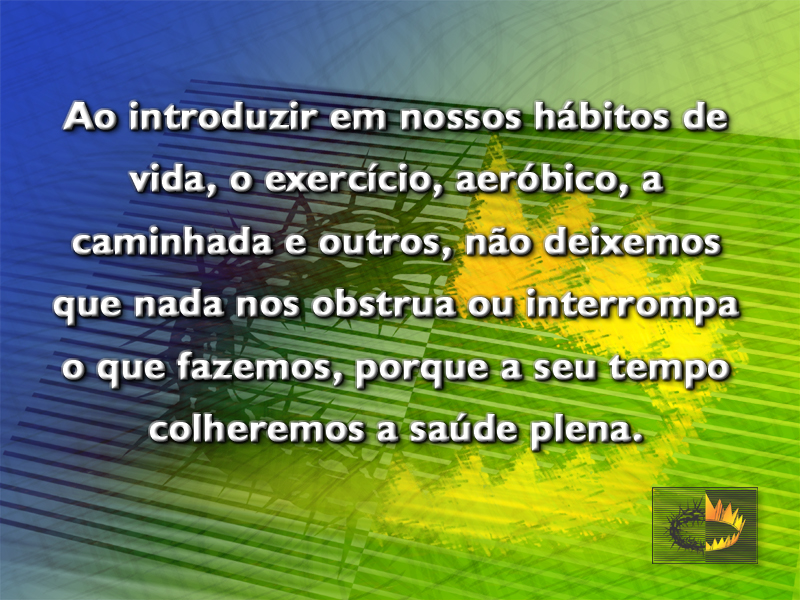 Ao introduzir em nossos hábitos de
vida, o exercício, aeróbico, a
caminhada e outros, não deixemos
que nada nos obstrua ou interrompa
o que fazemos, porque a seu tempo
colheremos a saúde plena.